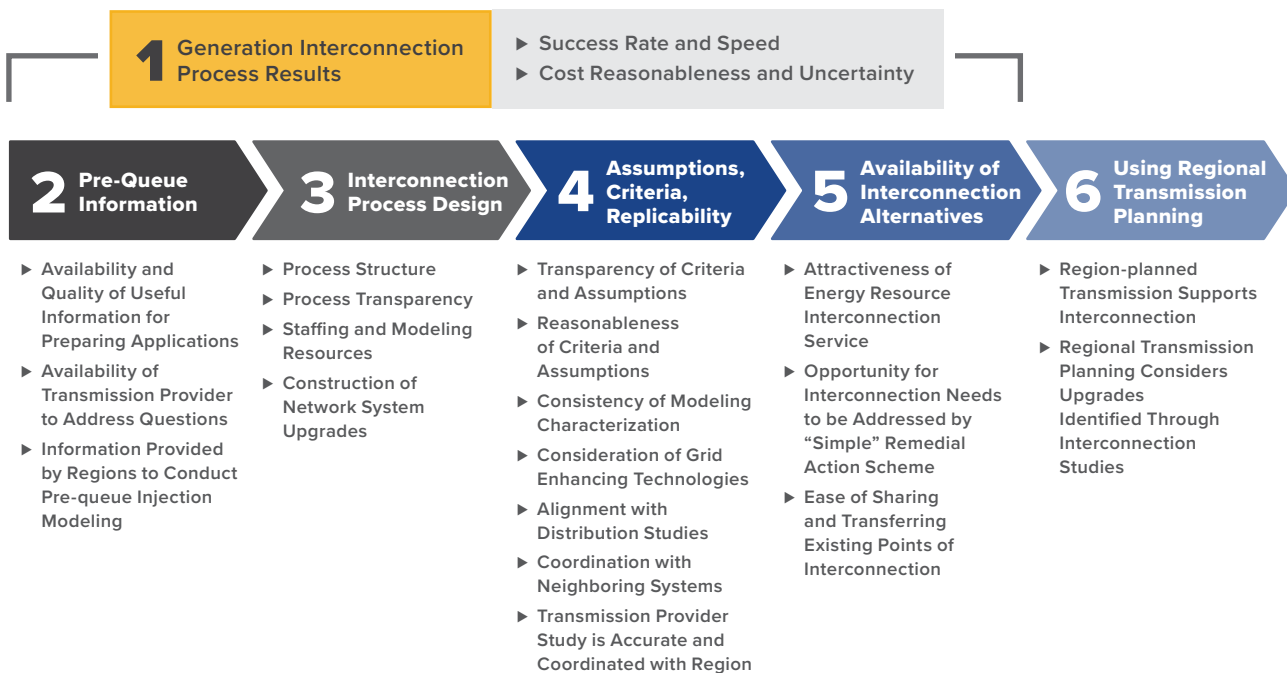 1 Generation Interconnection
Process Results
▶ Success Rate and Speed
▶ Cost Reasonableness and Uncertainty
2 Pre-Queue
Information
▶ Availability and
Quality of Useful
Information for
Preparing Applications
▶ Availability of
Transmission Provider
to Address Questions
▶ Information Provided
by Regions to Conduct
Pre-queue Injection
Modeling
3 Interconnection
Process Design
▶ Process Structure
▶ Process Transparency
▶ Staffing and Modeling
Resources
▶ Construction of
Network System
Upgrades
4 Assumptions,
Criteria,
Replicability
▶ Transparency of Criteria
and Assumptions
▶ Reasonableness
of Criteria and
Assumptions
▶ Consistency of Modeling
Characterization
▶ Consideration of Grid
Enhancing Technologies
▶ Alignment with
Distribution Studies
▶ Coordination with
Neighboring Systems
▶ Transmission Provider
Study is Accurate and
Coordinated with Region
5 Availability of
Interconnection
Alternatives
▶ Attractiveness of
Energy Resource
Interconnection
Service
▶ Opportunity for
Interconnection Needs
to be Addressed by
“Simple” Remedial
Action Scheme
▶ Ease of Sharing
and Transferring
Existing Points of
Interconnection
6 Using Regional
Transmission
Planning
▶ Region-planned
Transmission Supports
Interconnection
▶ Regional Transmission
Planning Considers
Upgrades
Identified Through
Interconnection
Studies